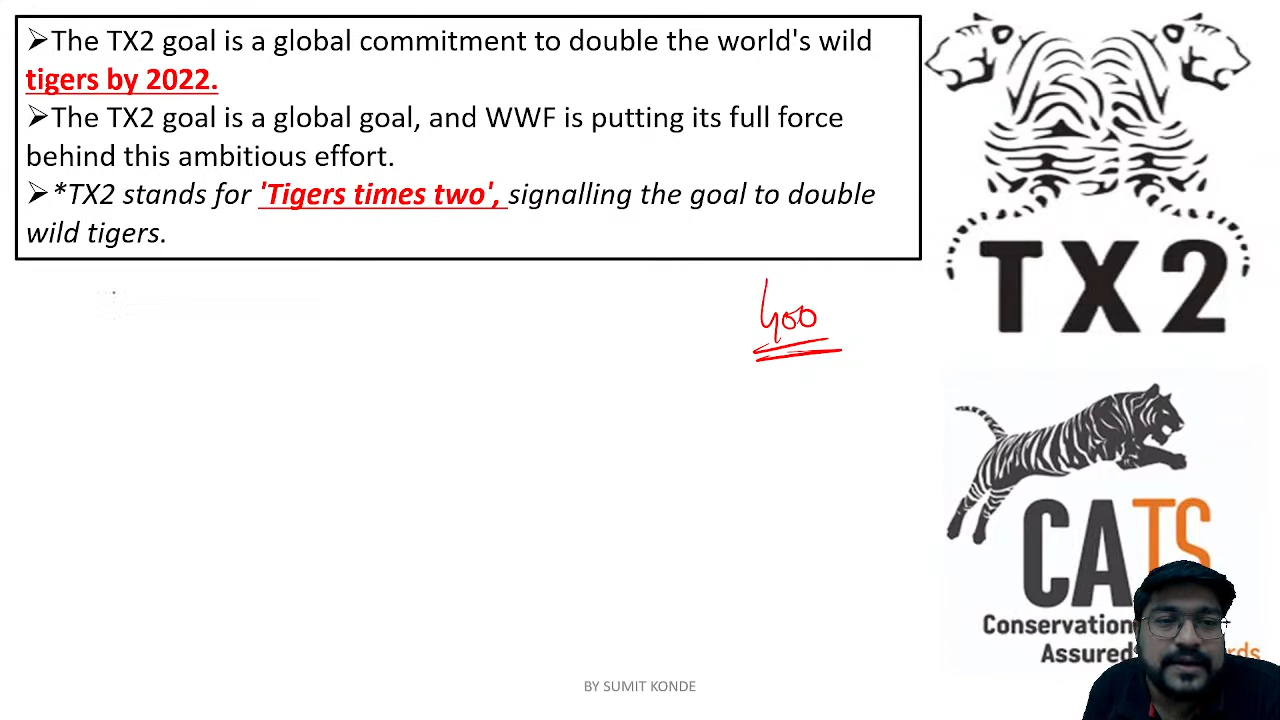 ➢The TX2 goal is a global commitment to double the world's wild
tigers by 2022.
➢The TX2 goal is a global goal, and WWF is putting its full force
behind this ambitious effort.
➢*TX2 stands for 'Tigers times two', signalling the goal to double
wild tigers.
TX2
400
CATS
Conservation
Assured rds
BY SUMIT KONDE